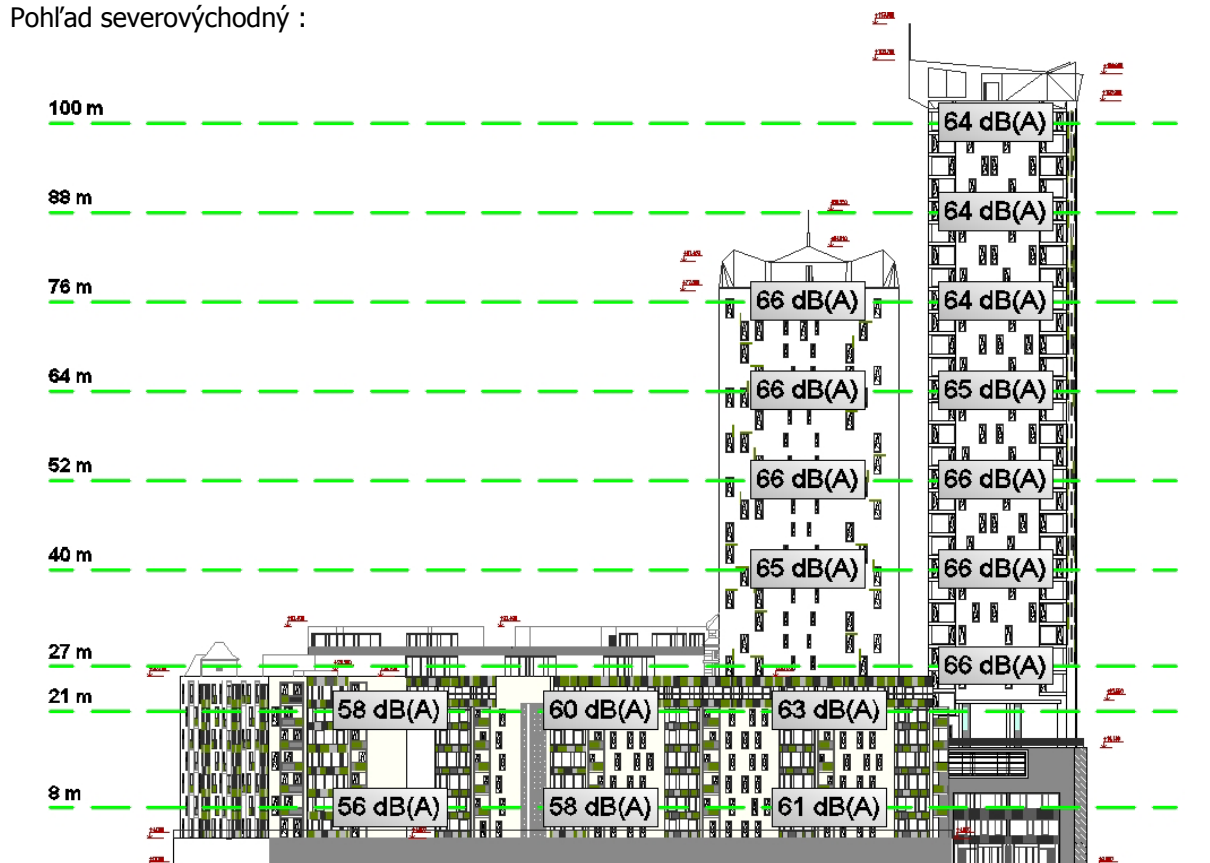 Pohľad severovýchodný :
100 m 64 dB(A)
88 m 64 dB(A)
76 m 66 dB(A) 64 dB(A)
64 m 66 dB(A) 65 dB(A)
52 m 66 dB(A) 66 dB(A)
40 m 65 dB(A) 66 dB(A)
27 m 66 dB(A)
21 m 58 dB(A) 60 dB(A) 63 dB(A)
8 m 56 dB(A) 58 dB(A) 61 dB(A)